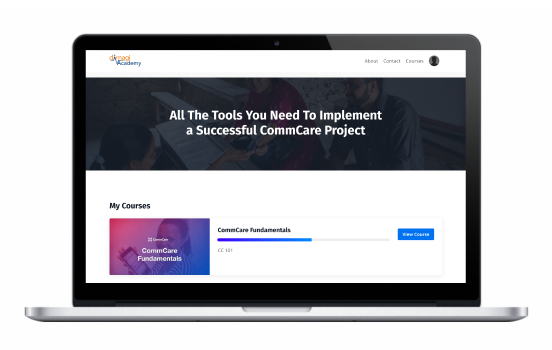 dimagi
Academy
About Contact Courses
All The Tools You Need To Implement
a Successful CommCare Project
My Courses
CommCare
CommCare
Fundamentals
CommCare Fundamentals
CC 101
View Course